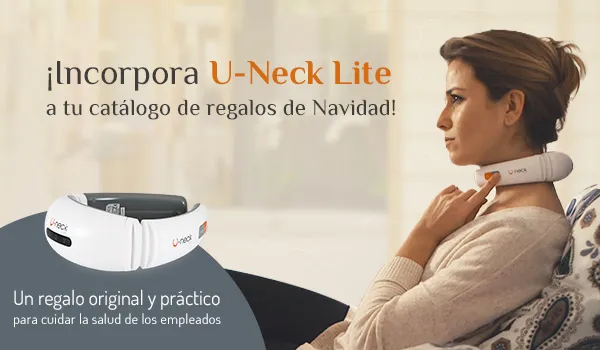 ¡Incorpora U-Neck Lite
a tu catálogo de regalos de Navidad!
U-neck
U-neck
U-neck
Un regalo original y práctico
para cuidar la salud de los empleados